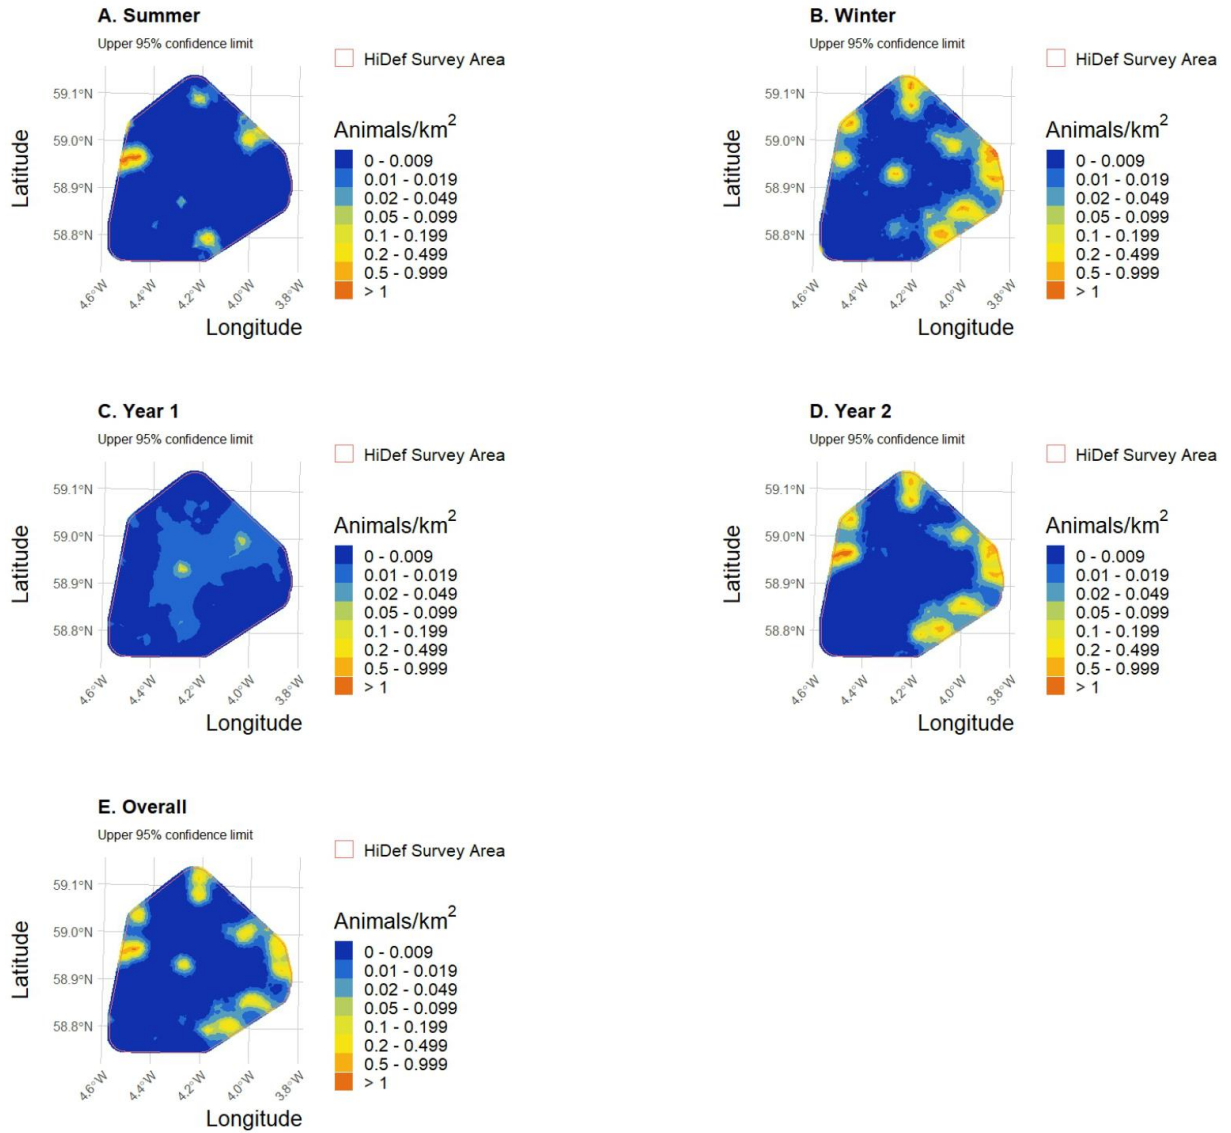 A. Summer
Upper 95% confidence limit
HiDef Survey Area
Animals/km²
0 - 0.009
0.01 - 0.019
0.02 - 0.049
0.05 - 0.099
0.1 - 0.199
0.2 - 0.499
0.5 - 0.999
> 1
Latitude
59.1°N
59.0°N
58.9°N
58.8°N
4.6°W
4.4°W
4.2°W
4.0°W
3.8°W
Longitude
B. Winter
Upper 95% confidence limit
HiDef Survey Area
Animals/km²
0 - 0.009
0.01 - 0.019
0.02 - 0.049
0.05 - 0.099
0.1 - 0.199
0.2 - 0.499
0.5 - 0.999
> 1
Latitude
59.1°N
59.0°N
58.9°N
58.8°N
4.6°W
4.4°W
4.2°W
4.0°W
3.8°W
Longitude
C. Year 1
Upper 95% confidence limit
HiDef Survey Area
Animals/km²
0 - 0.009
0.01 - 0.019
0.02 - 0.049
0.05 - 0.099
0.1 - 0.199
0.2 - 0.499
0.5 - 0.999
> 1
Latitude
59.1°N
59.0°N
58.9°N
58.8°N
4.6°W
4.4°W
4.2°W
4.0°W
3.8°W
Longitude
D. Year 2
Upper 95% confidence limit
HiDef Survey Area
Animals/km²
0 - 0.009
0.01 - 0.019
0.02 - 0.049
0.05 - 0.099
0.1 - 0.199
0.2 - 0.499
0.5 - 0.999
> 1
Latitude
59.1°N
59.0°N
58.9°N
58.8°N
4.6°W
4.4°W
4.2°W
4.0°W
3.8°W
Longitude
E. Overall
Upper 95% confidence limit
HiDef Survey Area
Animals/km²
0 - 0.009
0.01 - 0.019
0.02 - 0.049
0.05 - 0.099
0.1 - 0.199
0.2 - 0.499
0.5 - 0.999
> 1
Latitude
59.1°N
59.0°N
58.9°N
58.8°N
4.6°W
4.4°W
4.2°W
4.0°W
3.8°W
Longitude